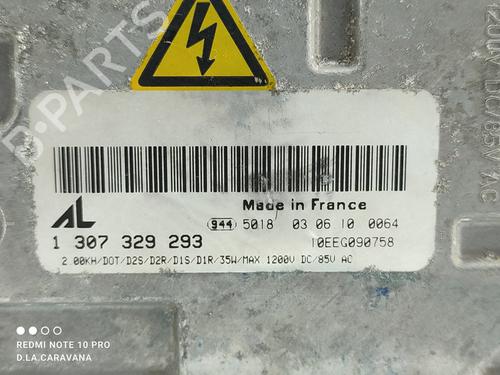 B-PARTS
1200V DC/85V AC
Made in France
AL
944 5018 03 06 10 0064
1 307 329 293
10EEG090758
2.00KH/DOT/D2S/D2R/D1S/D1R/35W/MAX 1200V DC/85V AC
REDMI NOTE 10 PRO
D.L.A.CARAVANA